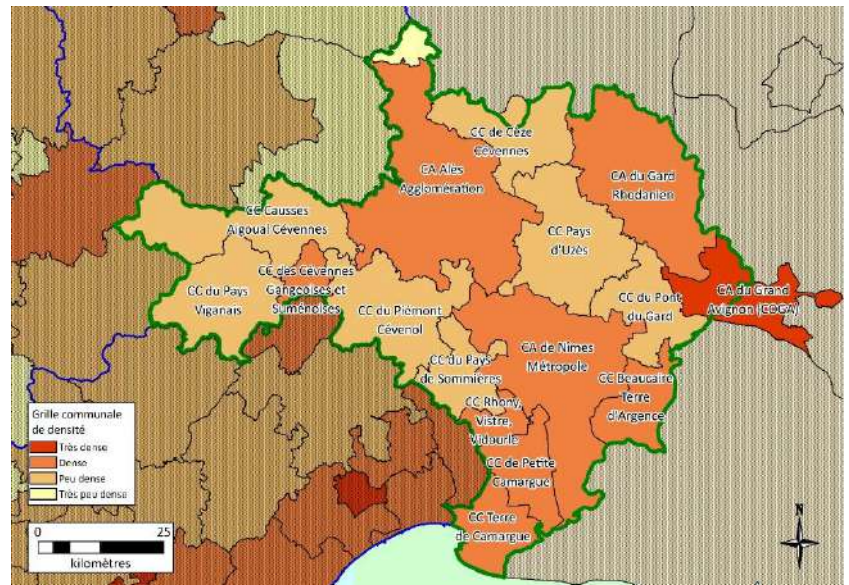 CC de Cèze
Cévennes
CA Alès
Agglomération
CA du Gard
Rhodanien
CC Causses
Aigoual Cévennes
CC Pays
d'Uzès
CC du Pays
Viganais
CC des Cévennes
Gangeoises et
Suménoises
CA du Grand
Avignon (COGA)
CC du Piémont
Cévenol
CC du Pont
du Gard
CC du Pays
de Sommières
CA de Nîmes
Métropole
CC Beaucaire
Terre
d'Argence
CC Rhony,
Vistre,
Vidourle
CC de Petite
Camargue
CC Terre
de Camargue
Grille communale
de densité
Très dense
Dense
Peu dense
Très peu dense
0 25
kilomètres
N